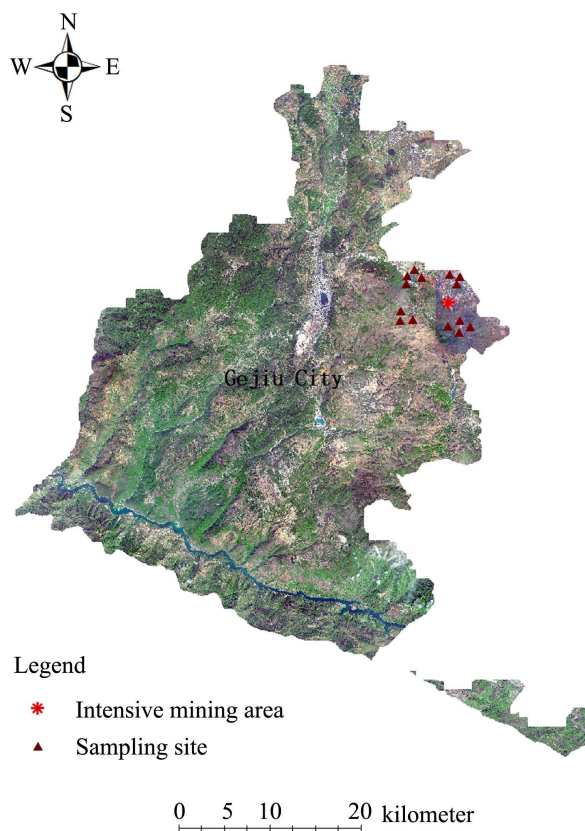 N
W E
S
Gejiu City
Legend
Intensive mining area
Sampling site
0 5 10 20 kilometer